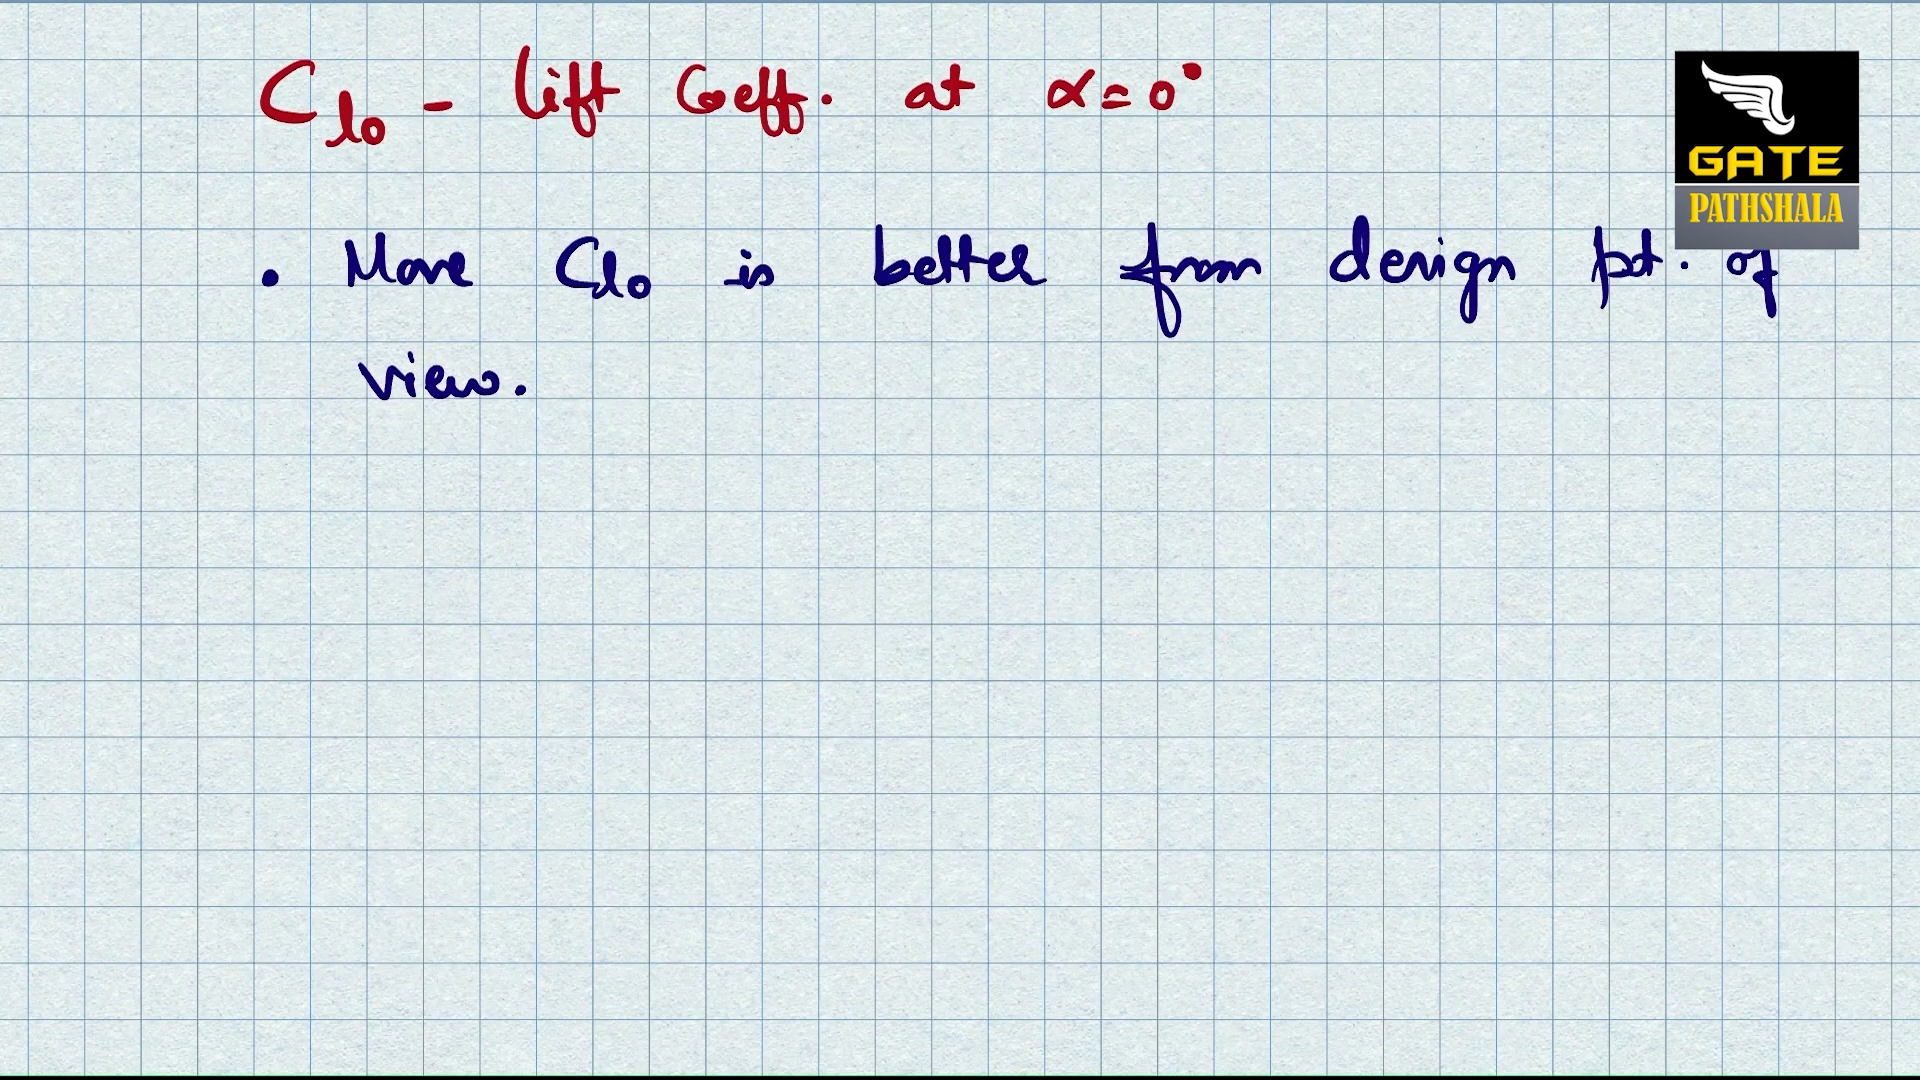 Clo - lift Coeff. at α=0°
• More Clo is better from design pt. of
view.
GATE
PATHSHALA